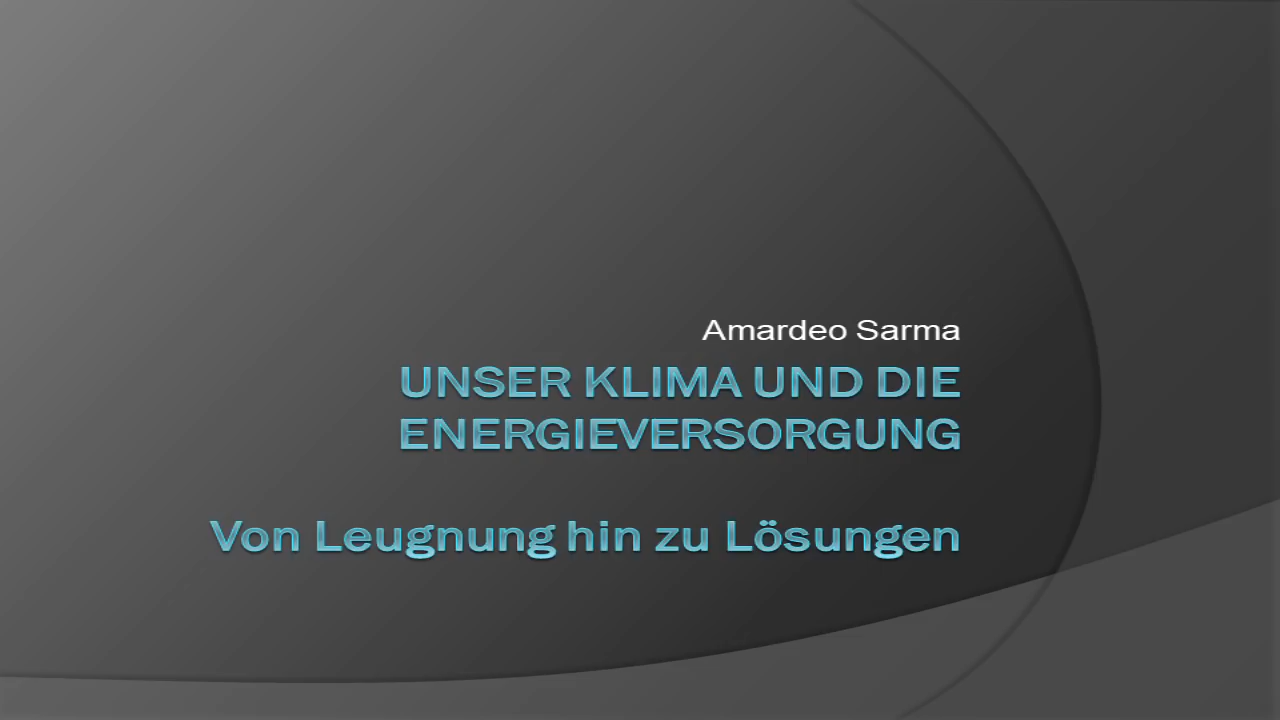 Amardeo Sarma
UNSER KLIMA UND DIE
ENERGIEVERSORGUNG
Von Leugnung hin zu Lösungen